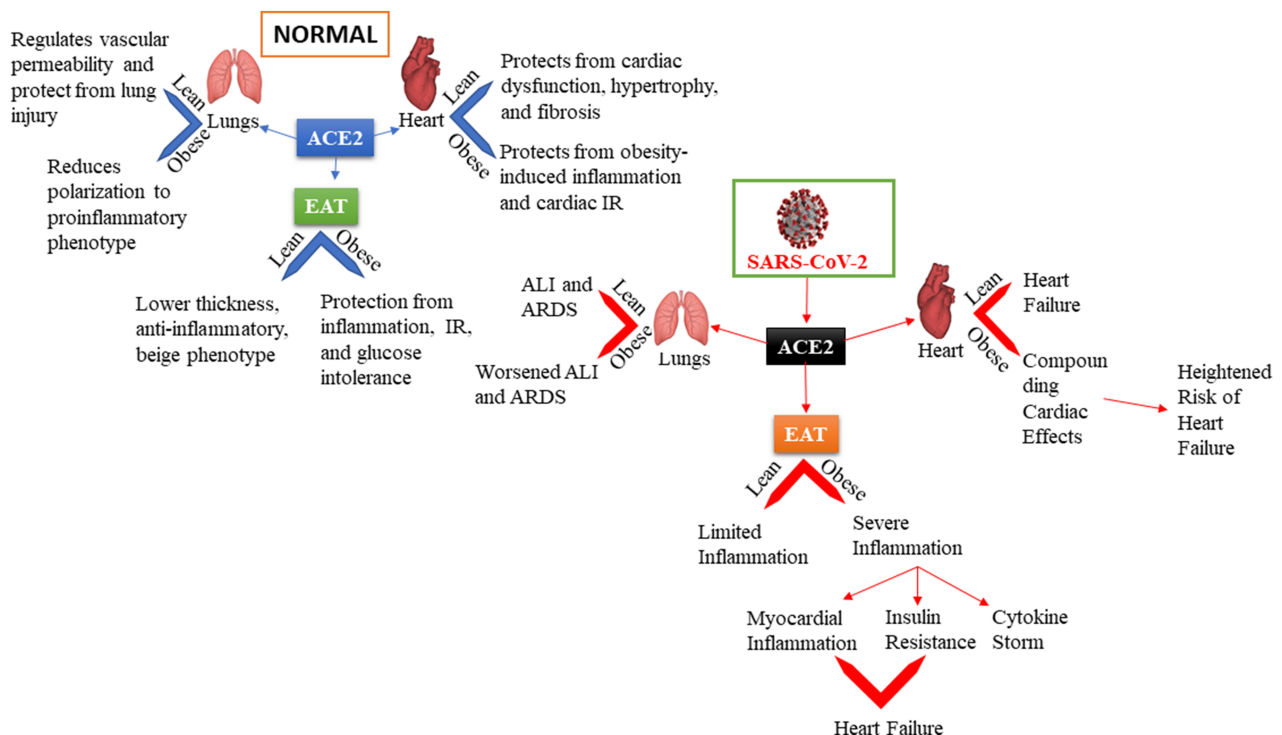 NORMAL
Regulates vascular
permeability and
protect from lung
injury
Lean
Obese
Lungs
Reduces
polarization to
proinflammatory
phenotype
ACE2
Heart
Lean
Obese
Protects from cardiac
dysfunction, hypertrophy,
and fibrosis
Protects from obesity-
induced inflammation
and cardiac IR
EAT
Lean
Obese
Lower thickness,
anti-inflammatory,
beige phenotype
Protection from
inflammation, IR,
and glucose
intolerance
SARS-CoV-2
ACE2
ALI and
ARDS
Lean
Obese
Lungs
Worsened ALI
and ARDS
Heart
Lean
Obese
Heart
Failure
Compoun
ding
Cardiac
Effects
Heightened
Risk of
Heart
Failure
EAT
Lean
Obese
Limited
Inflammation
Severe
Inflammation
Myocardial
Inflammation
Insulin
Resistance
Cytokine
Storm
Heart Failure